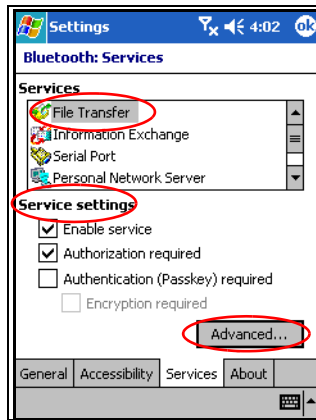 Settings 4:02 ok
Bluetooth: Services
Services
File Transfer
Information Exchange
Serial Port
Personal Network Server
Service settings
Enable service
Authorization required
Authentication (Passkey) required
Encryption required
Advanced...
General Accessibility Services About